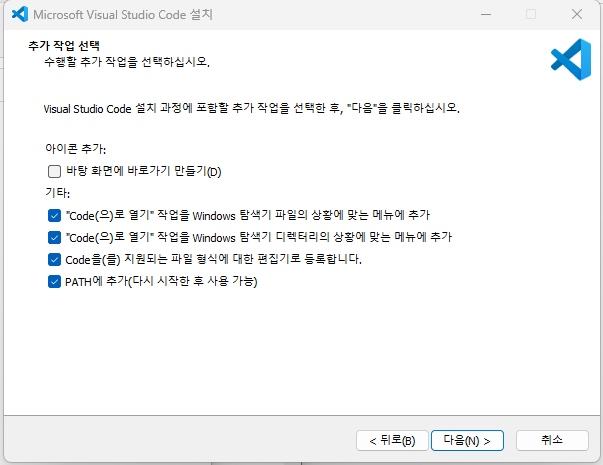 Microsoft Visual Studio Code 설치
추가 작업 선택
수행할 추가 작업을 선택하십시오.
Visual Studio Code 설치 과정에 포함할 추가 작업을 선택한 후, "다음"을 클릭하십시오.
아이콘 추가:
바탕 화면에 바로가기 만들기(D)
기타:
"Code(으)로 열기" 작업을 Windows 탐색기 파일의 상황에 맞는 메뉴에 추가
"Code(으)로 열기" 작업을 Windows 탐색기 디렉터리의 상황에 맞는 메뉴에 추가
Code을(를) 지원되는 파일 형식에 대한 편집기로 등록합니다.
PATH에 추가(다시 시작한 후 사용 가능)
< 뒤로(B) 다음(N) > 취소